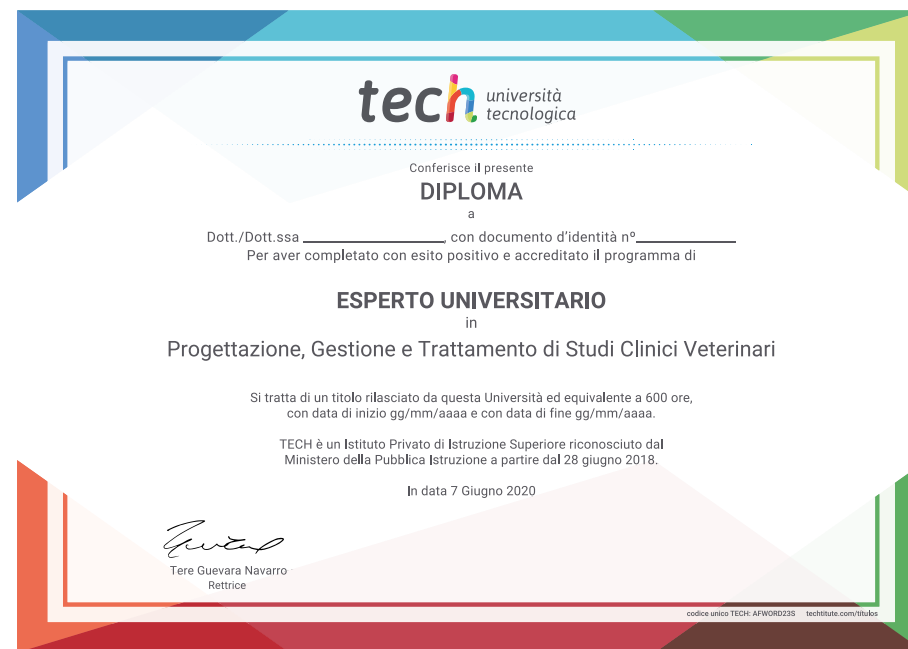 tech università
tecnologica
Conferisce il presente
DIPLOMA
a
Dott./Dott.ssa ____________________, con documento d'identità nº______________
Per aver completato con esito positivo e accreditato il programma di
ESPERTO UNIVERSITARIO
in
Progettazione, Gestione e Trattamento di Studi Clinici Veterinari
Si tratta di un titolo rilasciato da questa Università ed equivalente a 600 ore,
con data di inizio gg/mm/aaaa e con data di fine gg/mm/aaaa.
TECH è un Istituto Privato di Istruzione Superiore riconosciuto dal
Ministero della Pubblica Istruzione a partire dal 28 giugno 2018.
In data 7 Giugno 2020
Tere Guevara Navarro
Rettrice
codice unico TECH: AFWORD23S techtitute.com/títulos